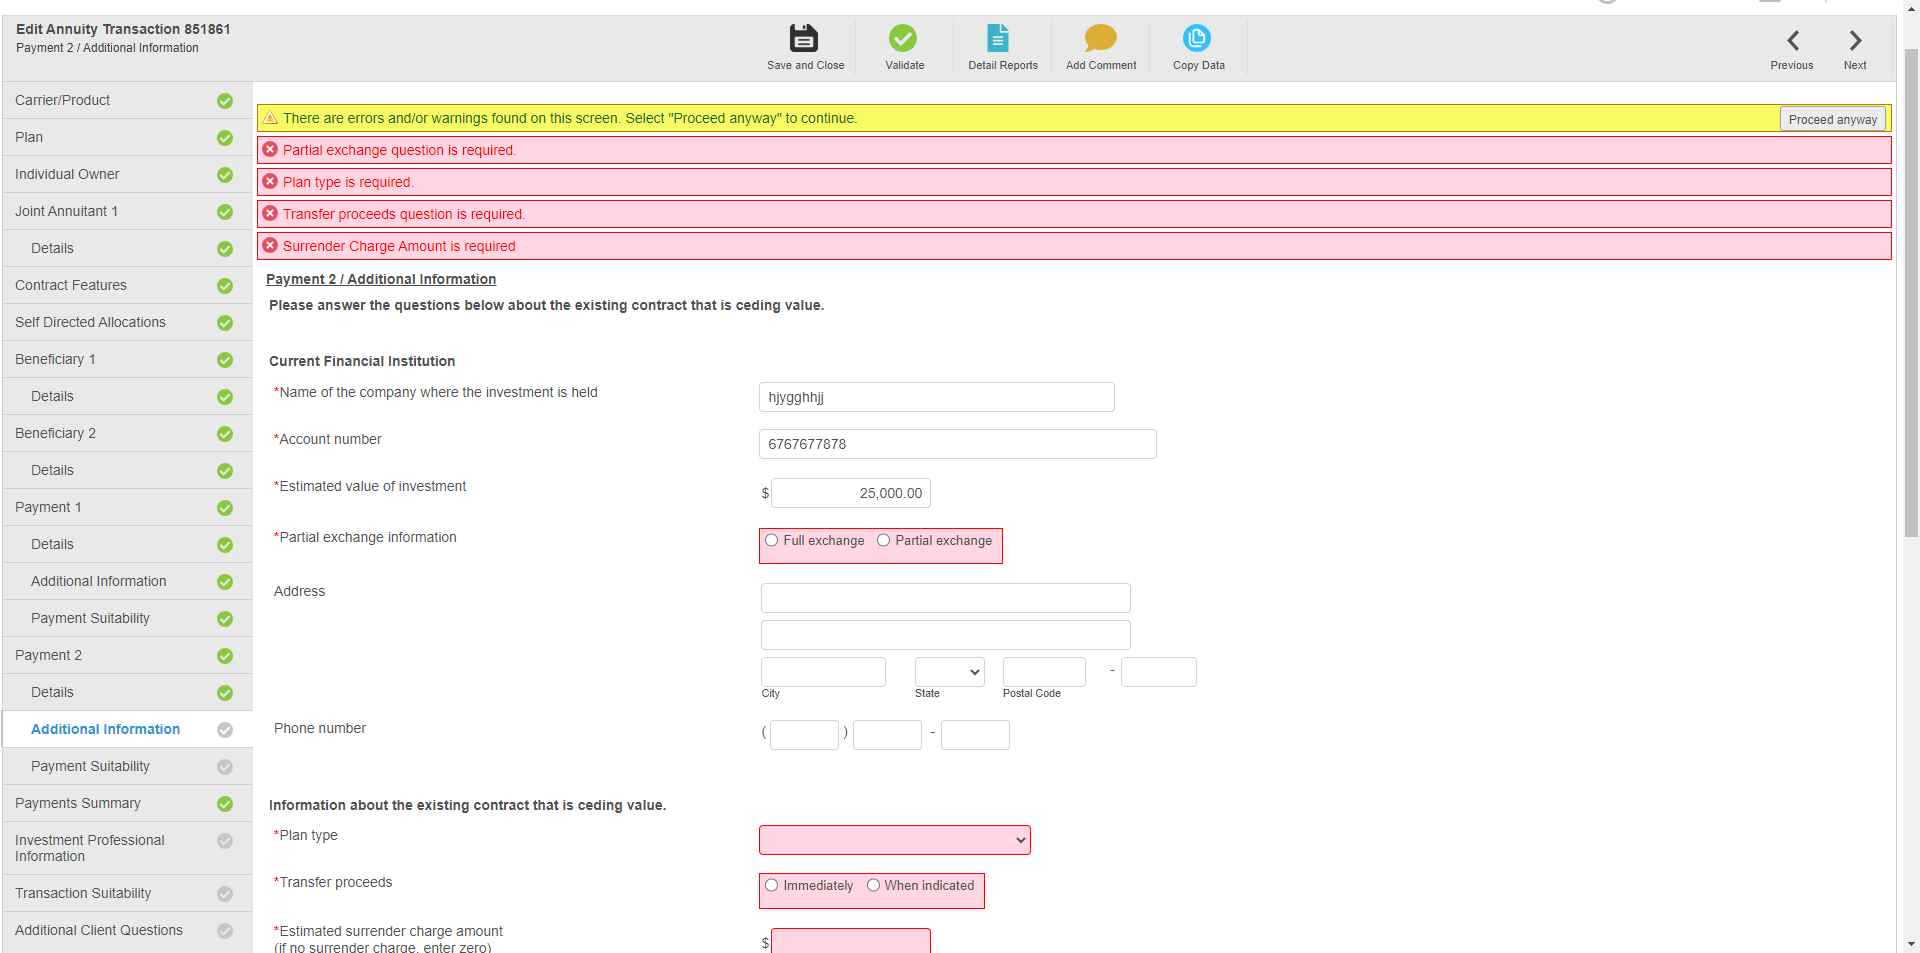 Edit Annuity Transaction 851861
Payment 2 / Additional Information
Save and Close
Validate
Detail Reports
Add Comment
Copy Data
Previous
Next
Carrier/Product
Plan
Individual Owner
Joint Annuitant 1
Details
Contract Features
Self Directed Allocations
Beneficiary 1
Details
Beneficiary 2
Details
Payment 1
Details
Additional Information
Payment Suitability
Payment 2
Details
Additional Information
Payment Suitability
Payments Summary
Investment Professional
Information
Transaction Suitability
Additional Client Questions
There are errors and/or warnings found on this screen. Select "Proceed anyway" to continue.
Proceed anyway
Partial exchange question is required.
Plan type is required.
Transfer proceeds question is required.
Surrender Charge Amount is required
Payment 2 / Additional Information
Please answer the questions below about the existing contract that is ceding value.
Current Financial Institution
*Name of the company where the investment is held
hjygghhjj
*Account number
6767677878
*Estimated value of investment
$ 25,000.00
*Partial exchange information
Full exchange Partial exchange
Address
-
City State Postal Code
Phone number
( ) -
Information about the existing contract that is ceding value.
*Plan type
*Transfer proceeds
Immediately When indicated
*Estimated surrender charge amount
(if no surrender charge, enter zero)
$